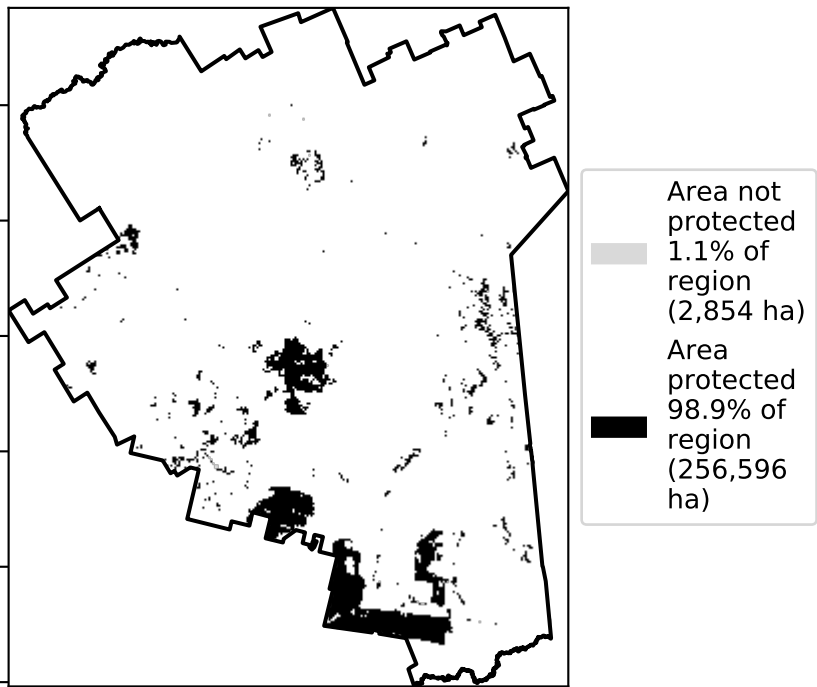 Area not
protected
1.1% of
region
(2,854 ha)
Area
protected
98.9% of
region
(256,596
ha)